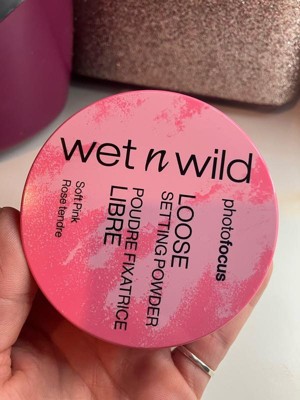 wet n wild
photofocus
LOOSE
SETTING POWDER
POUDRE FIXATRICE
LIBRE
Soft Pink
Rose tendre